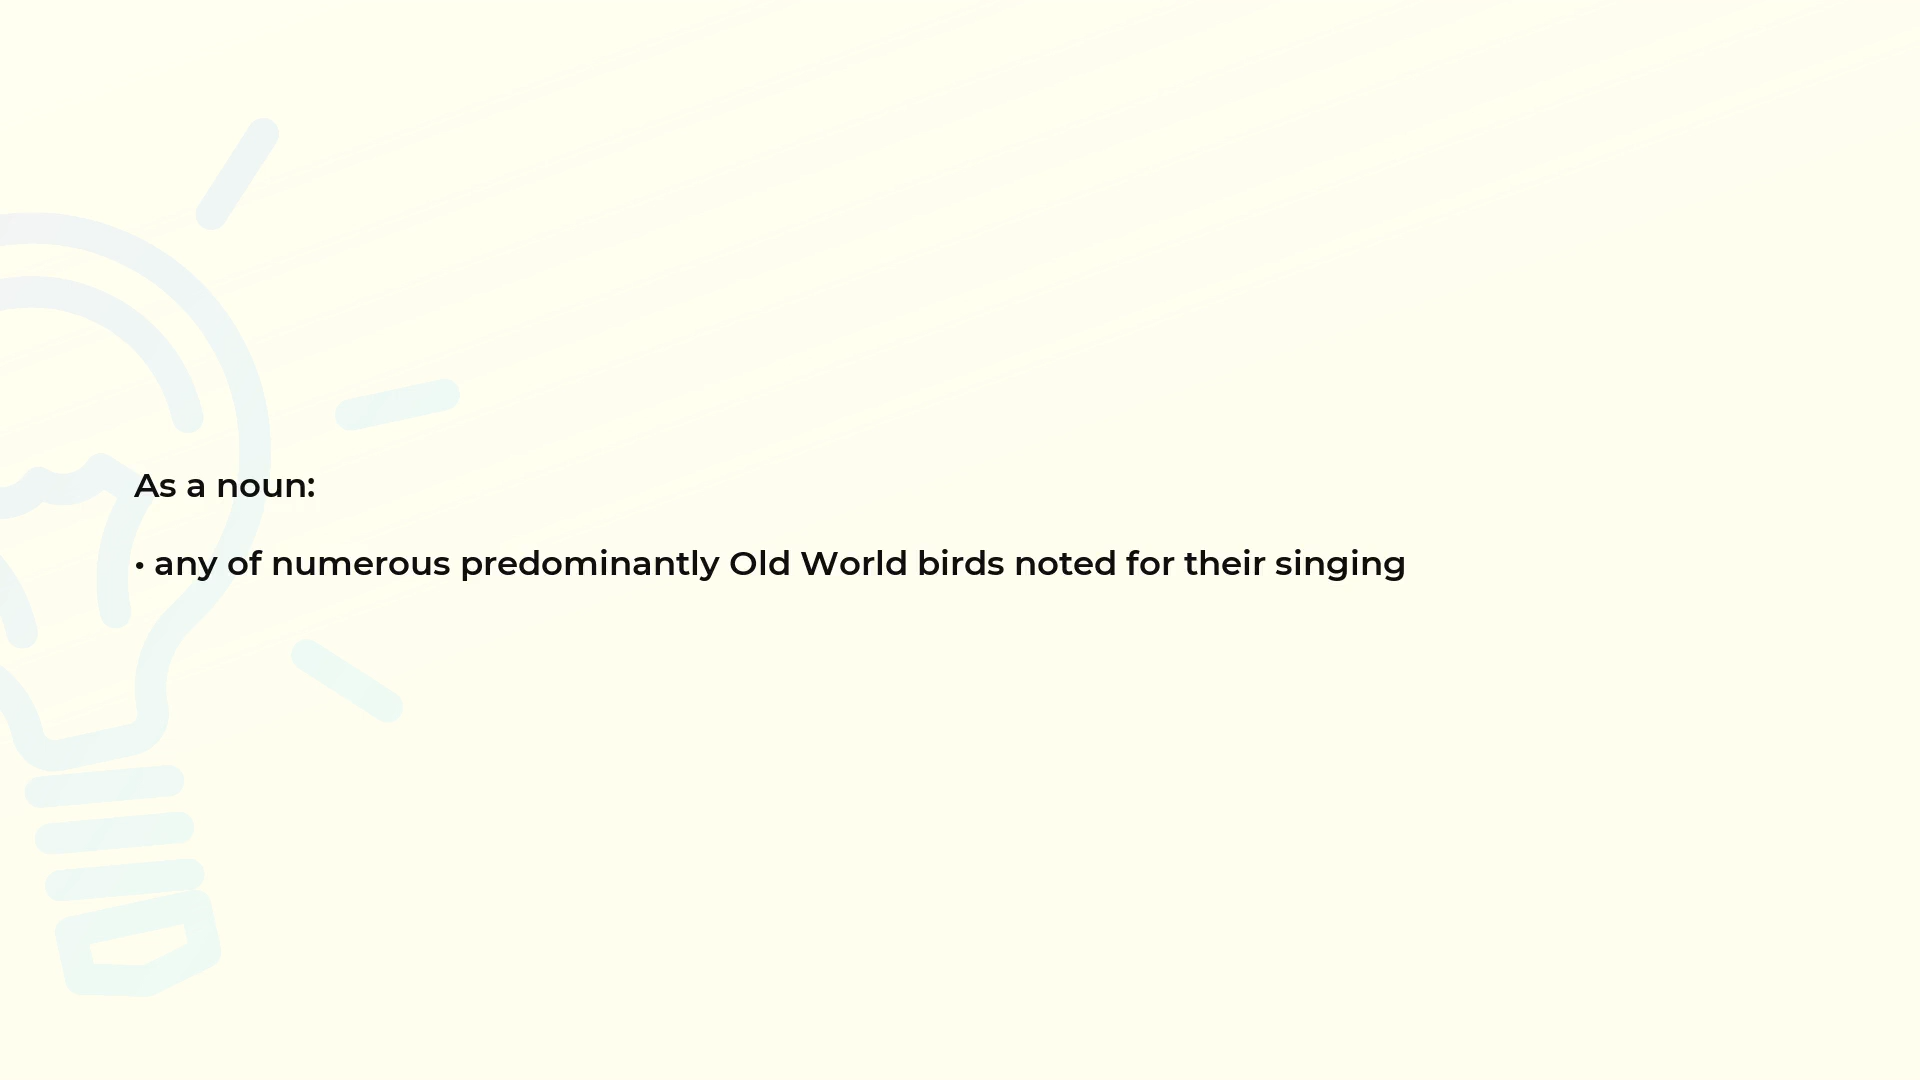 As a noun:
• any of numerous predominantly Old World birds noted for their singing